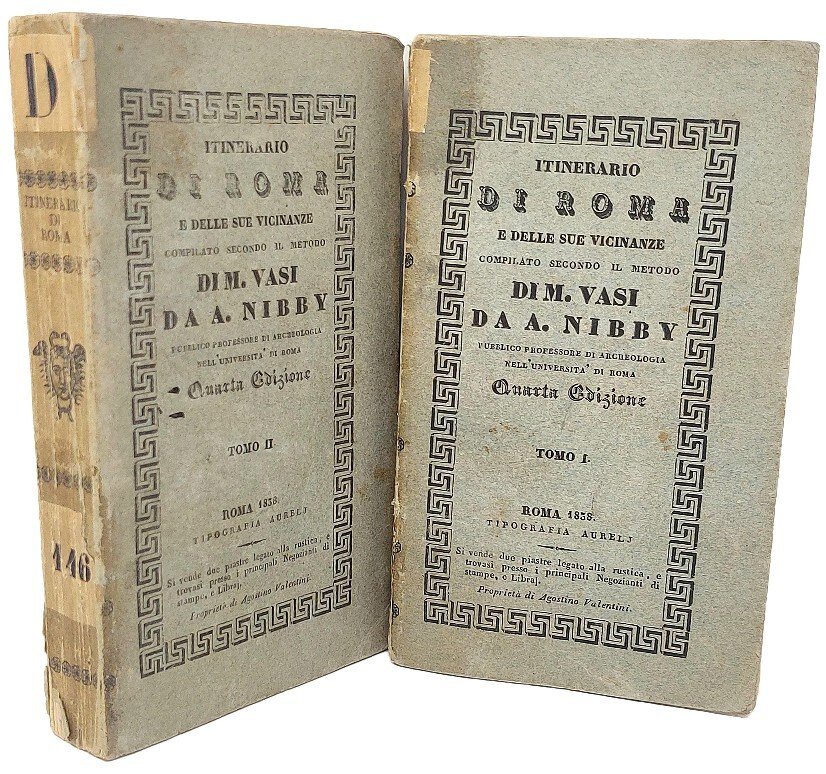 D
ITINERARIO
DI
ROMA
146
ITINERARIO
DI ROMA
E DELLE SUE VICINANZE
COMPILATO SECONDO IL METODO
DI M. VASI
DA A. NIBBY
PUBBLICO PROFESSORE DI ARCHEOLOGIA
NELL'UNIVERSITA' DI ROMA
Quarta Edizione
TOMO II
ROMA 1838.
TIPOGRAFIA AURELJ
Si vende due piastre legato alla rustica, e
trovasi presso i principali Negozianti di
stampe, e Libraj.
Proprietà di Agostino Valentini.
ITINERARIO
DI ROMA
E DELLE SUE VICINANZE
COMPILATO SECONDO IL METODO
DI M. VASI
DA A. NIBBY
PUBBLICO PROFESSORE DI ARCHEOLOGIA
NELL'UNIVERSITA' DI ROMA
Quarta Edizione
TOMO I.
ROMA 1838.
TIPOGRAFIA AURELJ
Si vende due piastre legato alla rustica, e
trovasi presso i principali Negozianti di
stampe, e Libraj.
Proprietà di Agostino Valentini.